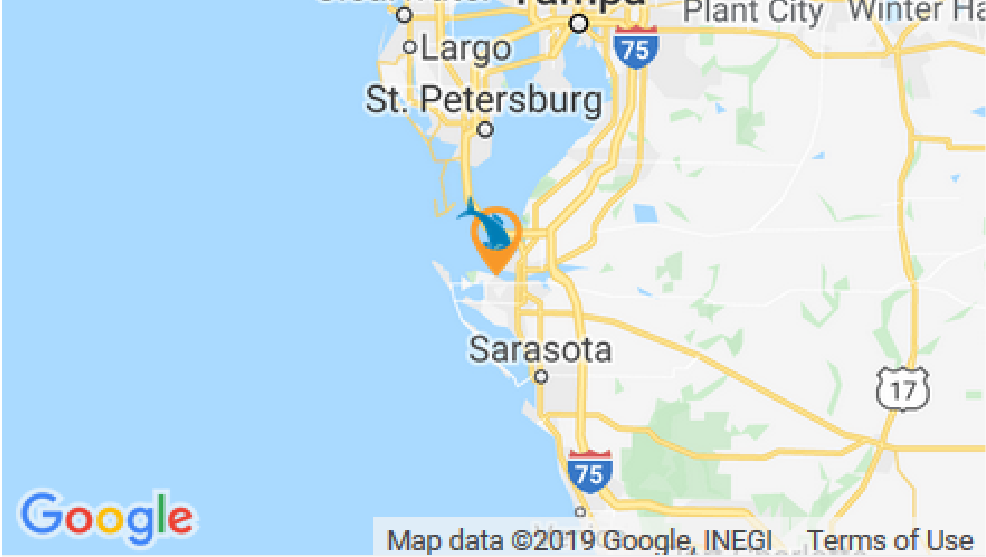 Tampa
Plant City
Winter Ha
Largo
75
St. Petersburg
Sarasota
17
75
Google
Map data ©2019 Google, INEGI
Terms of Use